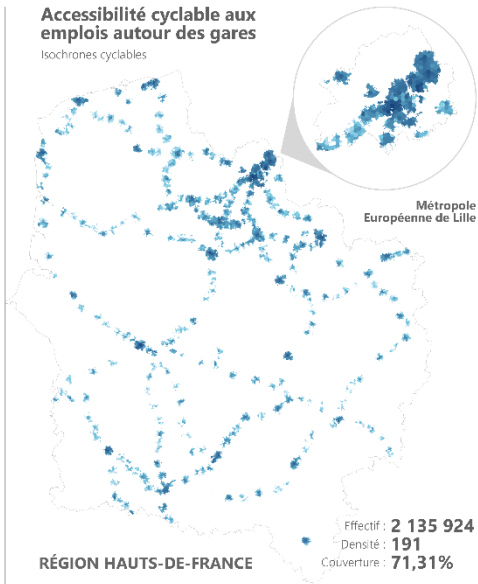 Accessibilité cyclable aux
emplois autour des gares
Isochrones cyclables
Métropole
Européenne de Lille
Effectif : 2 135 924
Densité : 191
Couverture : 71,31%
RÉGION HAUTS-DE-FRANCE